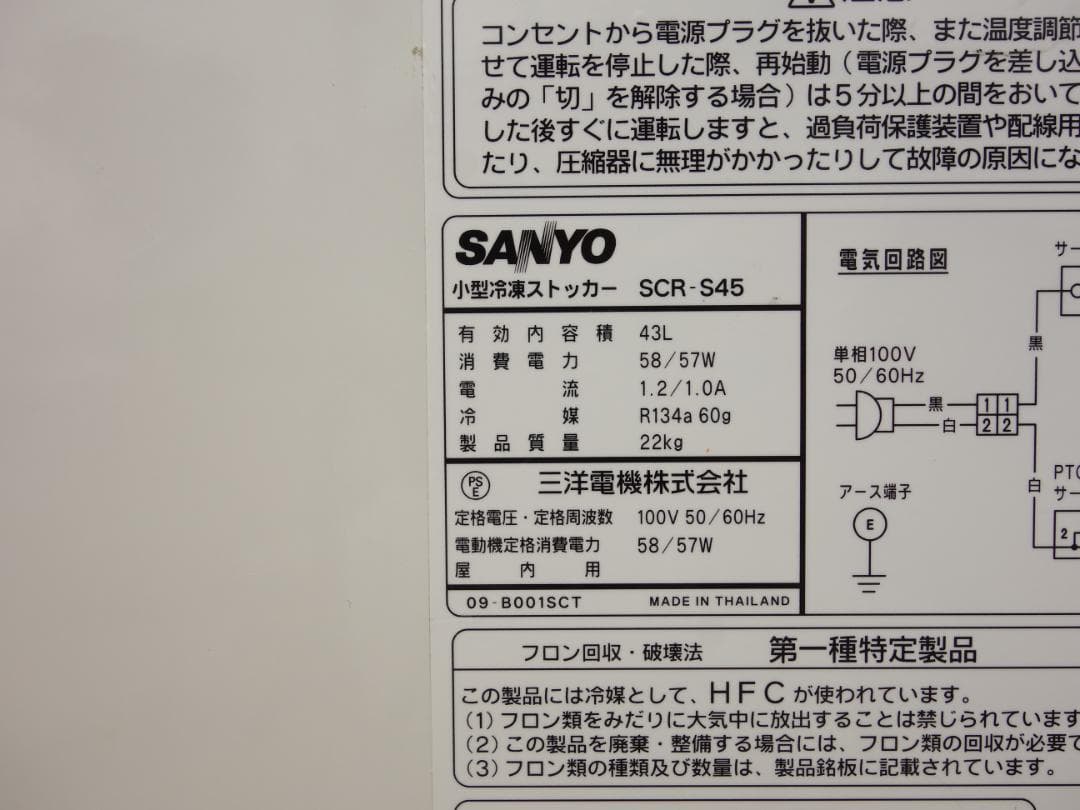 コンセントから電源プラグを抜いた際、また温度調節
せて運転を停止した際、再始動（電源プラグを差し込
みの「切」を解除する場合）は5分以上の間をおいて
した後すぐに運転しますと、過負荷保護装置や配線用
たり、圧縮器に無理がかかったりして故障の原因にな
SANYO
小型冷凍ストッカー SCR-S45
有効内容積 43L
消費電力 58/57W
電流 1.2/1.0A
冷媒 R134a 60g
製品質量 22kg
PSE 三洋電機株式会社
定格電圧・定格周波数 100V 50/60Hz
電動機定格消費電力 58/57W
屋内用
09-B001SCT MADE IN THAILAND
電気回路図
サー
黒
単相100V
50/60Hz
黒 1 1
白 2 2
白
PTC
サー
2
アース端子
E
フロン回収・破壊法 第一種特定製品
この製品には冷媒として、HFCが使われています。
(1) フロン類をみだりに大気中に放出することは禁じられています
(2) この製品を廃棄・整備する場合には、フロン類の回収が必要で
(3) フロン類の種類及び数量は、製品銘板に記載されています。